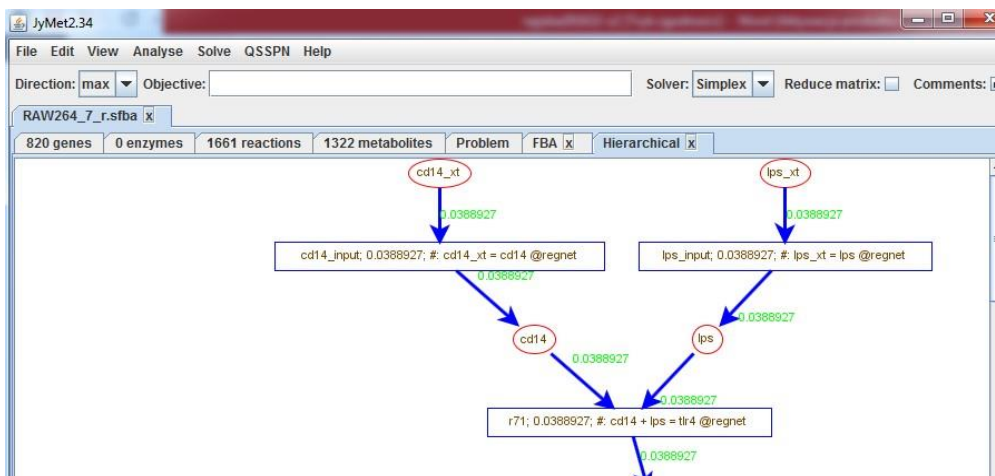 JyMet2.34
File Edit View Analyse Solve QSSPN Help
Direction: max Objective: Solver: Simplex Reduce matrix: Comments:
RAW264_7_r.sfba x
820 genes 0 enzymes 1661 reactions 1322 metabolites Problem FBA x Hierarchical x
cd14_xt lps_xt
0.0388927 0.0388927
cd14_input; 0.0388927; #: cd14_xt = cd14 @regnet lps_input; 0.0388927; #: lps_xt = lps @regnet
0.0388927 0.0388927
cd14 lps
0.0388927 0.0388927
r71; 0.0388927; #: cd14 + lps = tlr4 @regnet
0.0388927